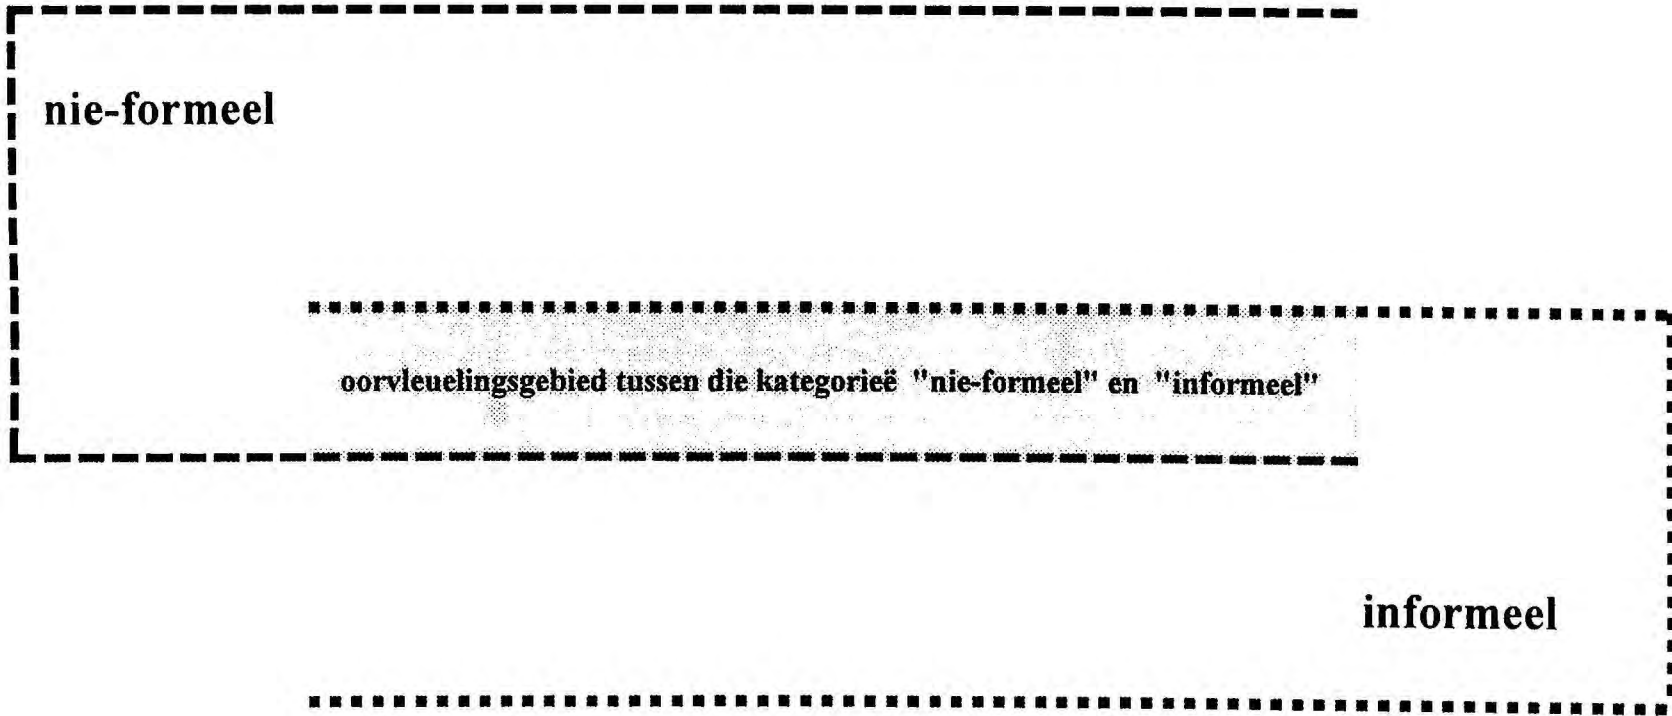 nie-formeel
oorvleuelingsgebied tussen die kategorieë "nie-formeel" en "informeel"
informeel